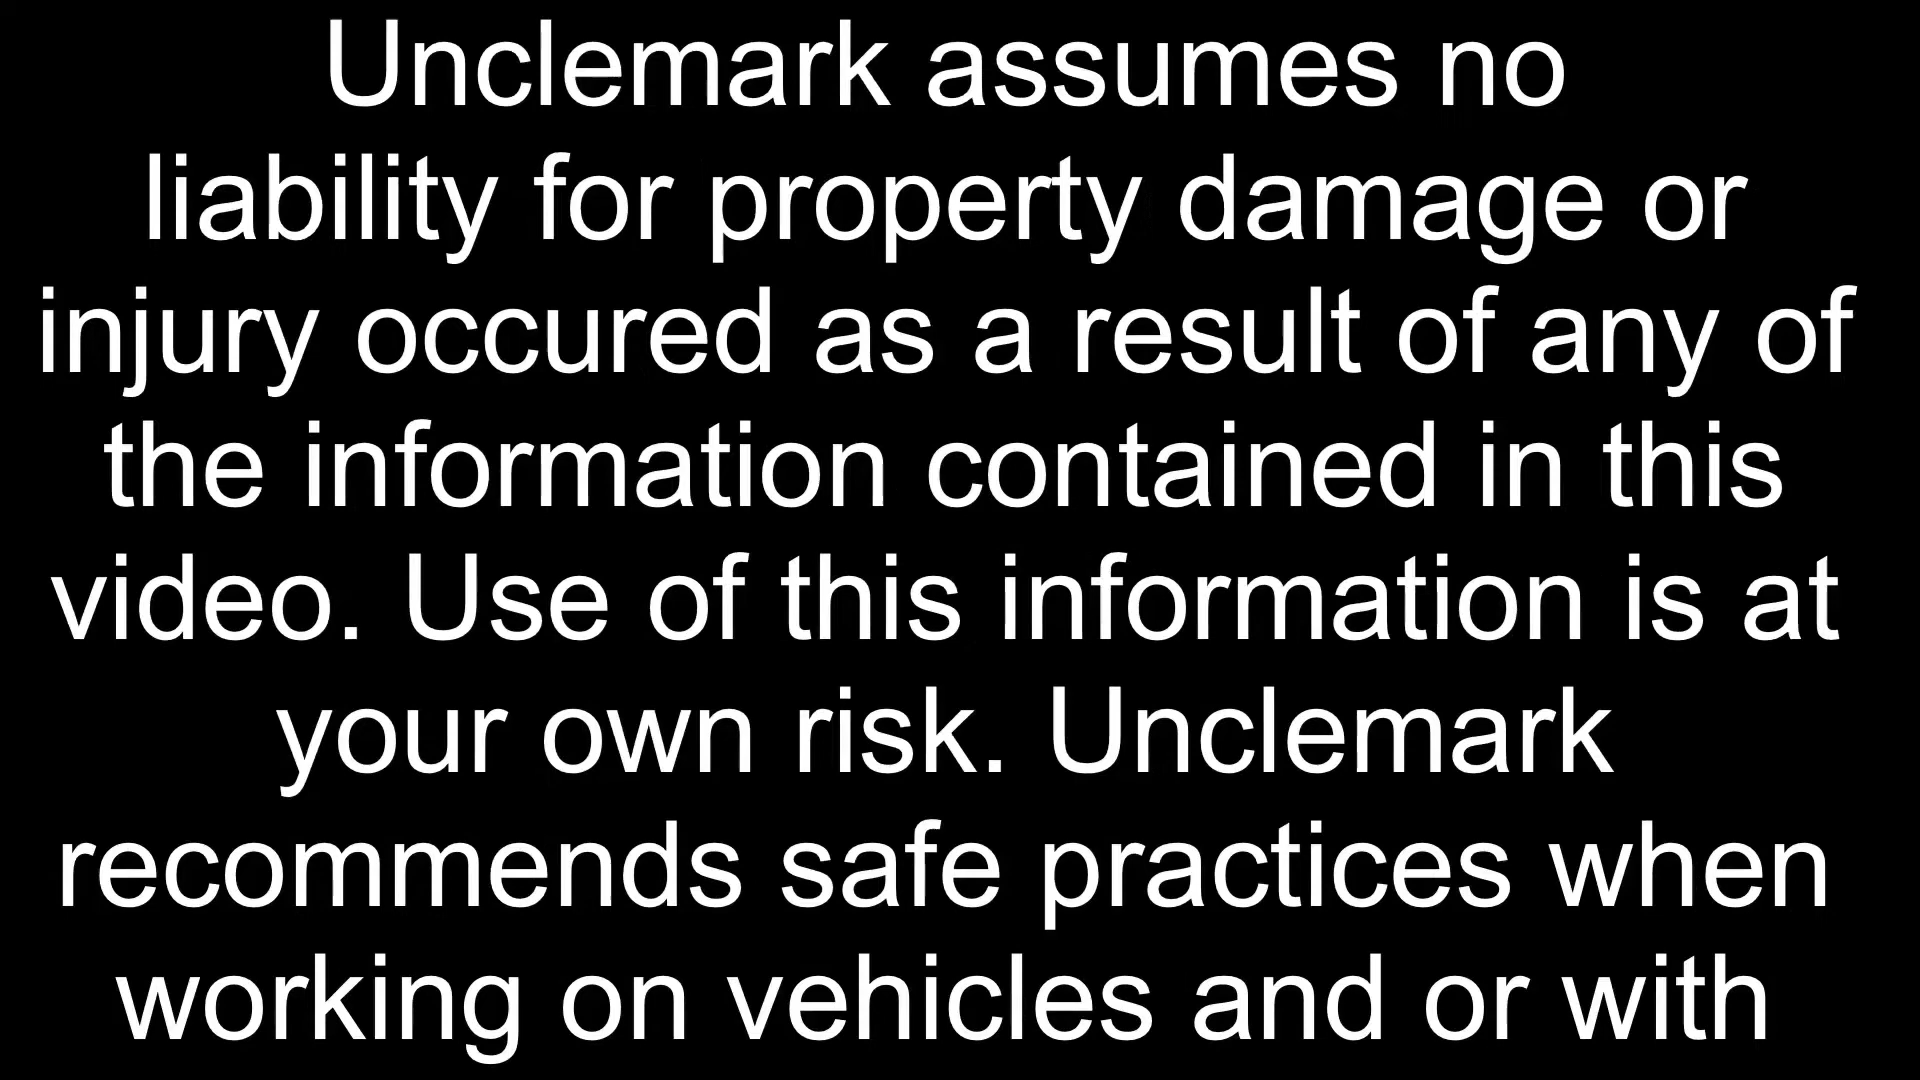 Unclemark assumes no
liability for property damage or
injury occured as a result of any of
the information contained in this
video. Use of this information is at
your own risk. Unclemark
recommends safe practices when
working on vehicles and or with